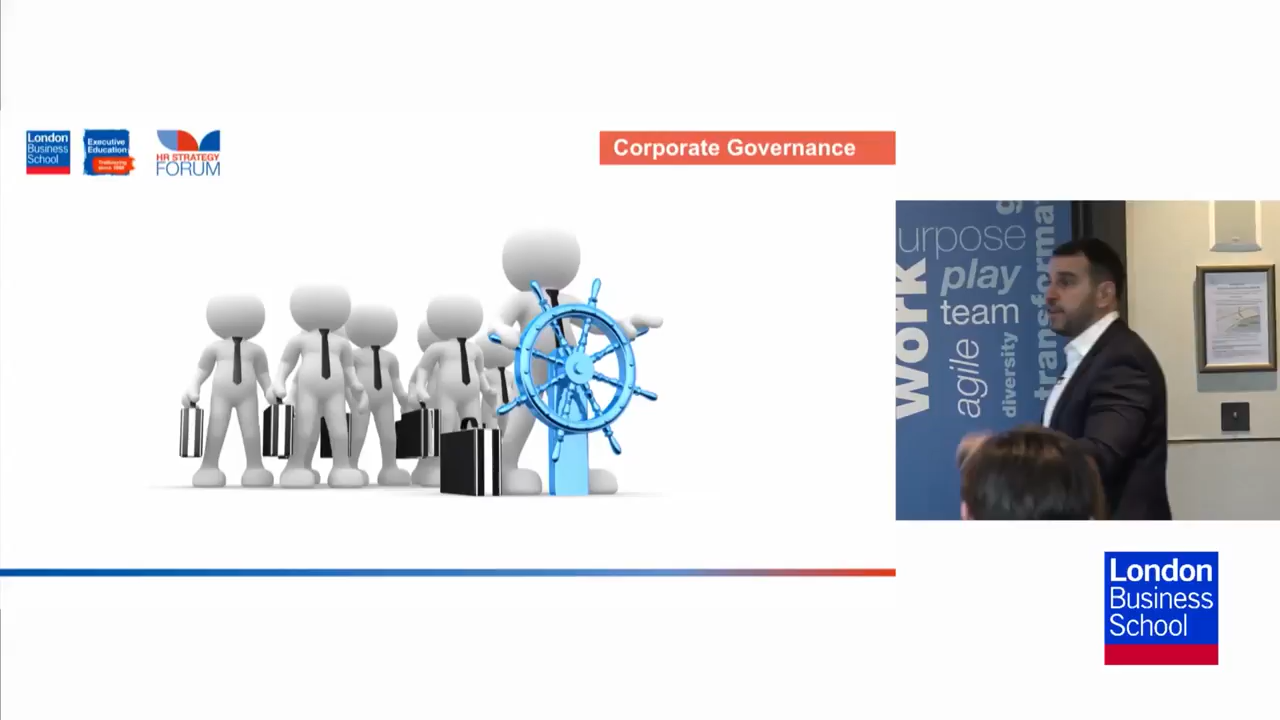 London
Business
School
Executive
Education
HR STRATEGY
FORUM
Corporate Governance
urpose
play
team
work
agile
diversity
transforma
London
Business
School